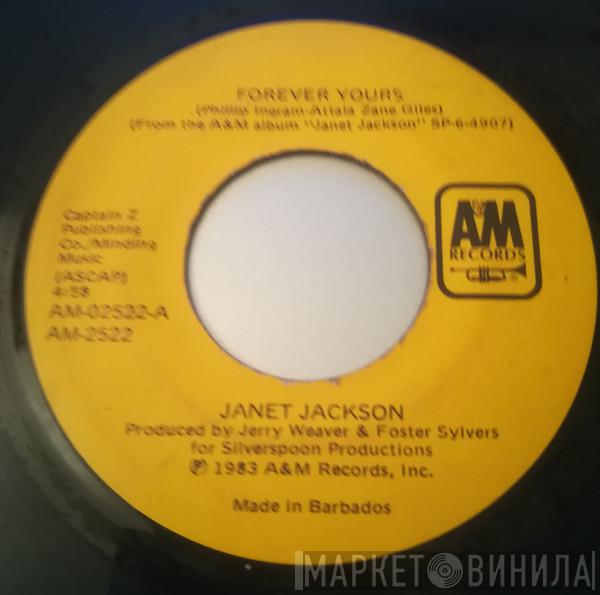 FOREVER YOURS
(Phillip Ingram-Attala Zane Giles)
(From the A&M album "Janet Jackson" SP-6-4907)
Captain Z
Publishing
Co./Minding
Music
(ASCAP)
4:58
AM-02522-A
AM-2522
A&M
RECORDS
®
JANET JACKSON
Produced by Jerry Weaver & Foster Sylvers
for Silverspoon Productions
℗ 1983 A&M Records, Inc.
Made in Barbados
МАРКЕТ ВИНИЛА